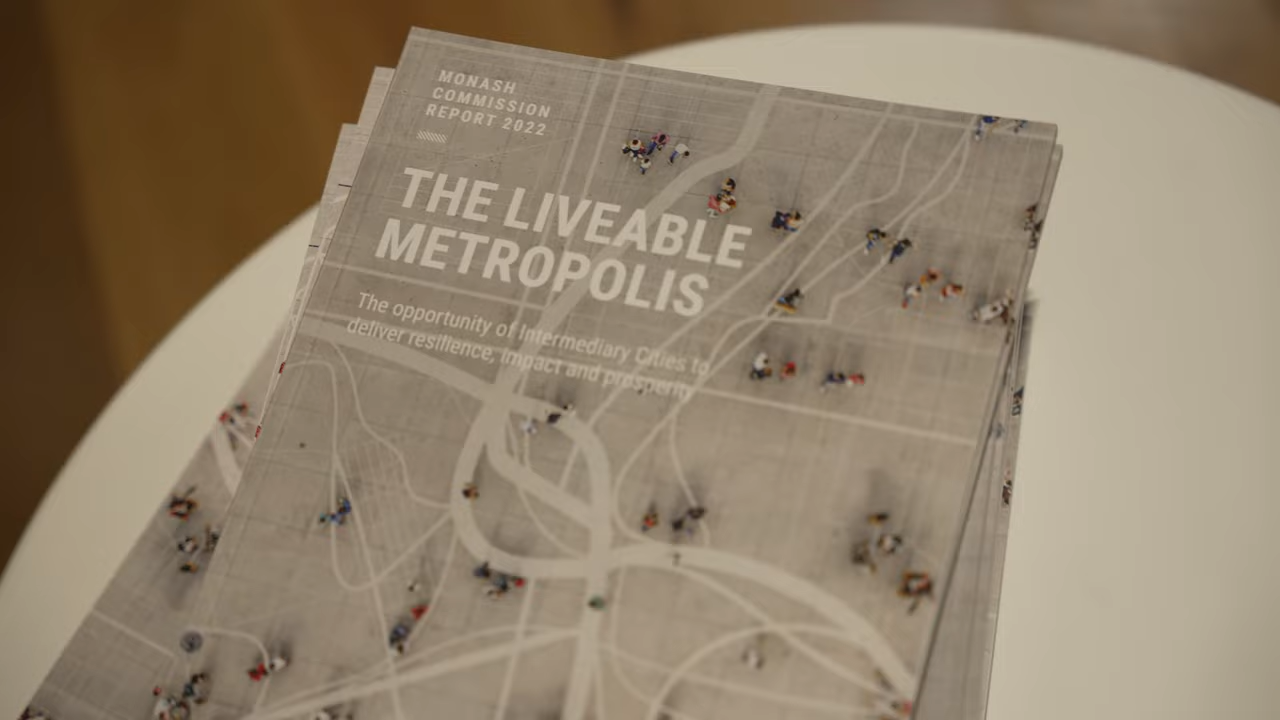 MONASH
COMMISSION
REPORT 2022
THE LIVEABLE
METROPOLIS
The opportunity of Intermediary Cities to
deliver resilience, impact and prosperity